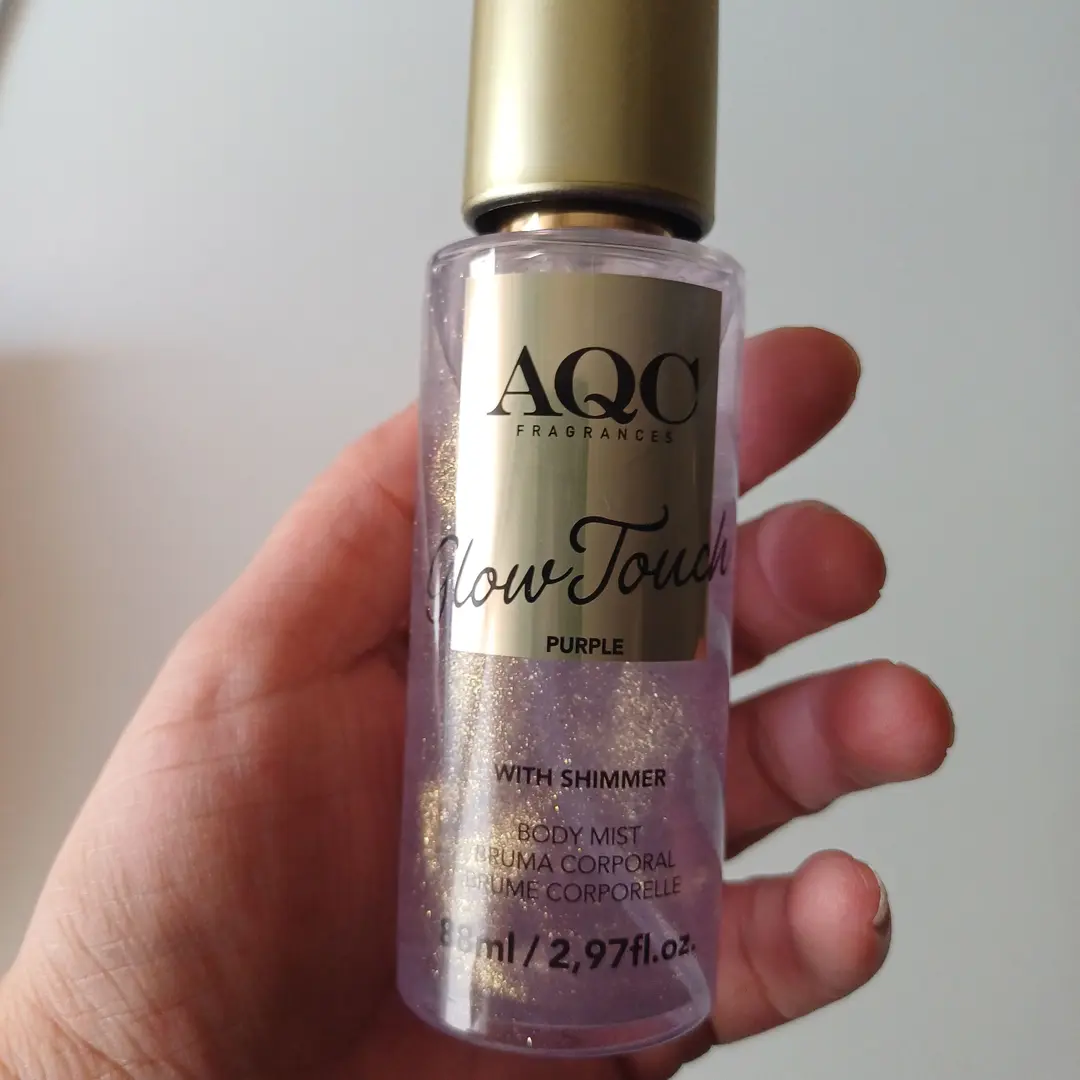 AQC
FRAGRANCES
Glow Touch
PURPLE
WITH SHIMMER
BODY MIST
BRUMA CORPORAL
BRUME CORPORELLE
88ml / 2,97fl.oz.